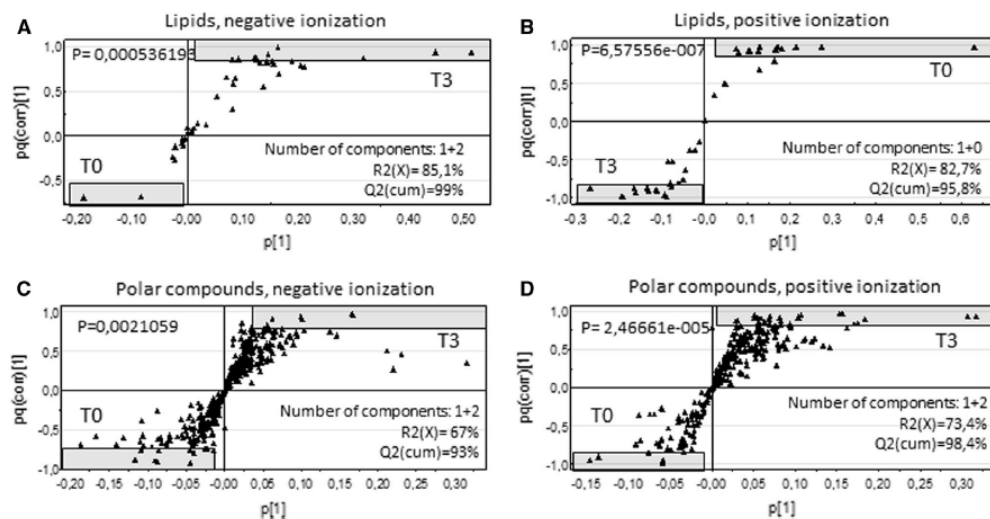 A
Lipids, negative ionization
pq(corr)[1]
1,0
0,5
0,0
-0,5
P= 0,000536193
T3
T0
Number of components: 1+2
R2(X)= 85,1%
Q2(cum)=99%
-0,20 -0,10 -0,00 0,10 0,20 0,30 0,40 0,50
p[1]
B
Lipids, positive ionization
pq(corr)[1]
1,0
0,5
0,0
-0,5
-1,0
P=6,57556e-007
T0
T3
Number of components: 1+0
R2(X)= 82,7%
Q2(cum)=95,8%
-0,3 -0,2 -0,1 -0,0 0,1 0,2 0,3 0,4 0,5 0,6
p[1]
C
Polar compounds, negative ionization
pq(corr)[1]
1,0
0,5
0,0
-0,5
-1,0
P=0,0021059
T3
T0
Number of components: 1+2
R2(X)= 67%
Q2(cum)=93%
-0,20 -0,10 -0,00 0,10 0,20 0,30
p[1]
D
Polar compounds, positive ionization
pq(corr)[1]
1,0
0,5
0,0
-0,5
-1,0
P= 2,46661e-005
T3
T0
Number of components: 1+2
R2(X)=73,4%
Q2(cum)=98,4%
-0,15 -0,10 -0,05 -0,00 0,05 0,10 0,15 0,20 0,25 0,30
p[1]